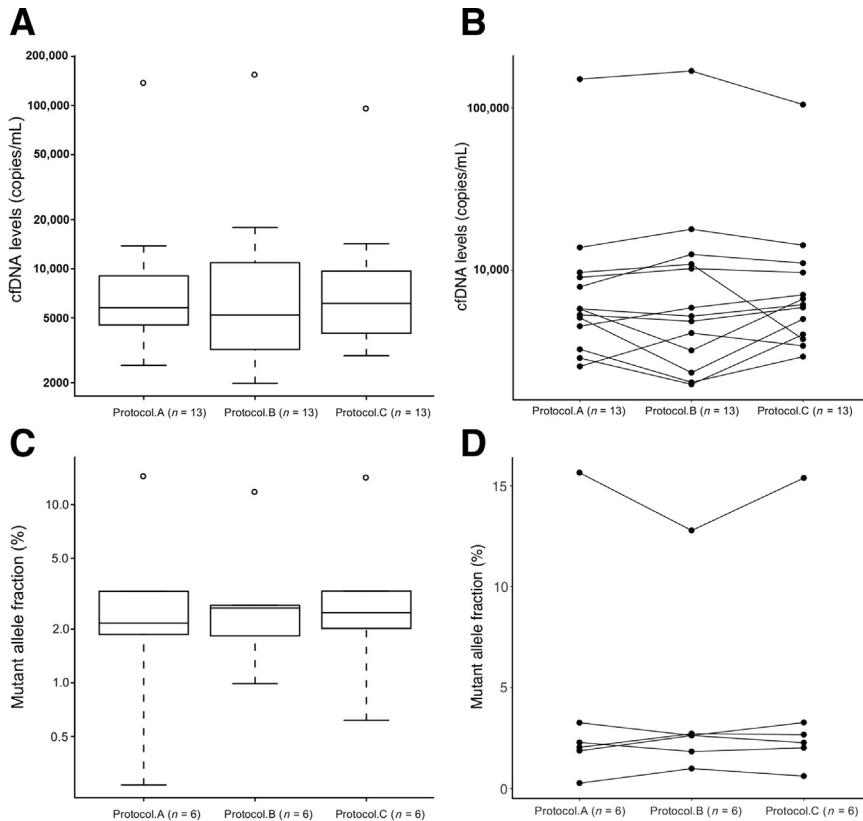 A
cfDNA levels (copies/mL)
200,000
100,000
50,000
20,000
10,000
5000
2000
Protocol.A (n = 13) Protocol.B (n = 13) Protocol.C (n = 13)
B
cfDNA levels (copies/mL)
100,000
10,000
Protocol.A (n = 13) Protocol.B (n = 13) Protocol.C (n = 13)
C
Mutant allele fraction (%)
10.0
5.0
2.0
1.0
0.5
Protocol.A (n = 6) Protocol.B (n = 6) Protocol.C (n = 6)
D
Mutant allele fraction (%)
15
10
5
0
Protocol.A (n = 6) Protocol.B (n = 6) Protocol.C (n = 6)